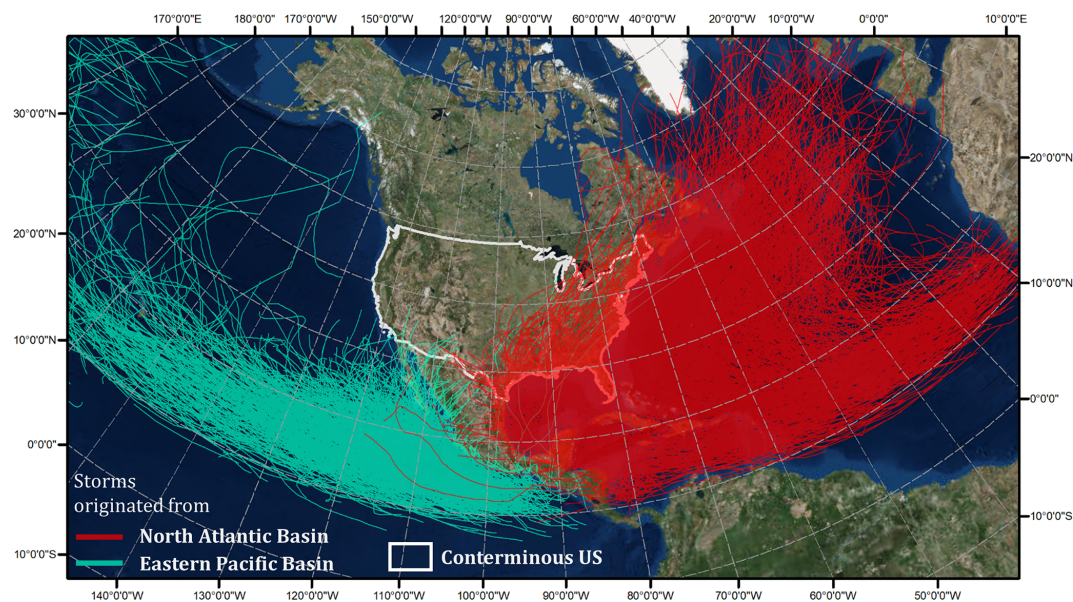 170°0'0"E 180°0'0" 170°0'0"W 150°0'0"W 120°0'0"W 90°0'0"W 60°0'0"W 40°0'0"W 20°0'0"W 10°0'0"W 0°0'0" 10°0'0"E
30°0'0"N
20°0'0"N
20°0'0"N
10°0'0"N
10°0'0"N
0°0'0"
0°0'0"
Storms
originated from
10°0'0"S
North Atlantic Basin
10°0'0"S
Conterminous US
Eastern Pacific Basin
140°0'0"W 130°0'0"W 120°0'0"W 110°0'0"W 100°0'0"W 90°0'0"W 80°0'0"W 70°0'0"W 60°0'0"W 50°0'0"W